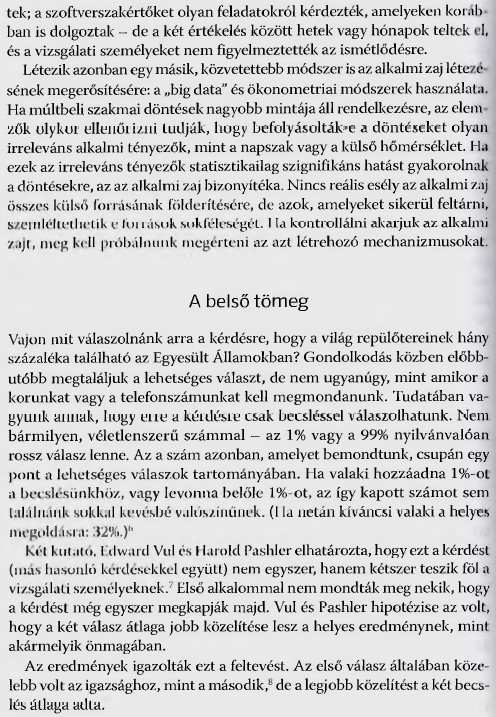 tek; a szoftverszakértőket olyan feladatokról kérdezték, amelyeken koráb-
ban is dolgoztak – de a két értékelés között hetek vagy hónapok teltek el,
és a vizsgálati személyeket nem figyelmeztették az ismétlődésre.
Létezik azonban egy másik, közvetettebb módszer is az alkalmi zaj létezé-
sének megerősítésére: a „big data” és ökonometriai módszerek használata.
Ha múltbeli szakmai döntések nagyobb mintája áll rendelkezésre, az elem-
zők olykor ellenőrizni tudják, hogy befolyásolták-e a döntéseket olyan
irreleváns alkalmi tényezők, mint a napszak vagy a külső hőmérséklet. Ha
ezek az irreleváns tényezők statisztikailag szignifikáns hatást gyakorolnak
a döntésekre, az az alkalmi zaj bizonyítéka. Nincs reális esély az alkalmi zaj
összes külső forrásának földerítésére, de azok, amelyeket sikerül feltárni,
szemléltethetik e források sokféleségét. Ha kontrollálni akarjuk az alkalmi
zajt, meg kell próbálnunk megérteni az azt létrehozó mechanizmusokat.
A belső tömeg
Vajon mit válaszolnánk arra a kérdésre, hogy a világ repülőtereinek hány
százaléka található az Egyesült Államokban? Gondolkodás közben előbb-
utóbb megtaláljuk a lehetséges választ, de nem ugyanúgy, mint amikor a
korunkat vagy a telefonszámunkat kell megmondanunk. Tudatában va-
gyunk annak, hogy erre a kérdésre csak becsléssel válaszolhatunk. Nem
bármilyen, véletlenszerű számmal – az 1% vagy a 99% nyilvánvalóan
rossz válasz lenne. Az a szám azonban, amelyet bemondtunk, csupán egy
pont a lehetséges válaszok tartományában. Ha valaki hozzáadna 1%-ot
a becslésünkhöz, vagy levonna belőle 1%-ot, az így kapott számot sem
találnánk sokkal kevésbé valószínűnek. (Ha netán kíváncsi valaki a helyes
megoldásra: 32%.)⁶
Két kutató, Edward Vul és Harold Pashler elhatározta, hogy ezt a kérdést
(más hasonló kérdésekkel együtt) nem egyszer, hanem kétszer teszik föl a
vizsgálati személyeknek.⁷ Első alkalommal nem mondták meg nekik, hogy
a kérdést még egyszer megkapják majd. Vul és Pashler hipotézise az volt,
hogy a két válasz átlaga jobb közelítése lesz a helyes eredménynek, mint
akármelyik önmagában.
Az eredmények igazolták ezt a feltevést. Az első válasz általában köze-
lebb volt az igazsághoz, mint a második,⁸ de a legjobb közelítést a két becs-
lés átlaga adta.